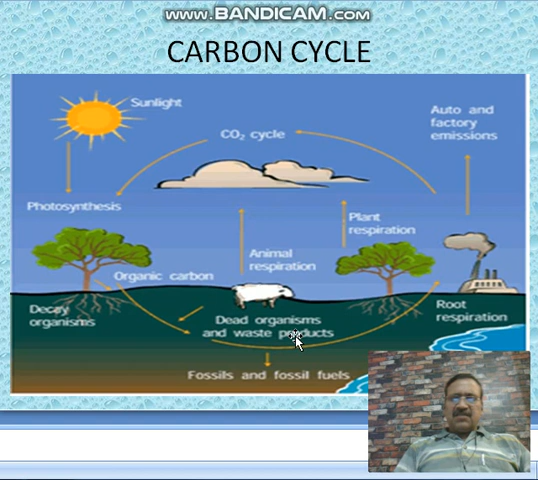 www.BANDICAM.com
CARBON CYCLE
Sunlight
Auto and
factory
emissions
CO₂ cycle
Photosynthesis
Plant
respiration
Animal
respiration
Organic carbon
Decay
organisms
Dead organisms
and waste products
Root
respiration
Fossils and fossil fuels